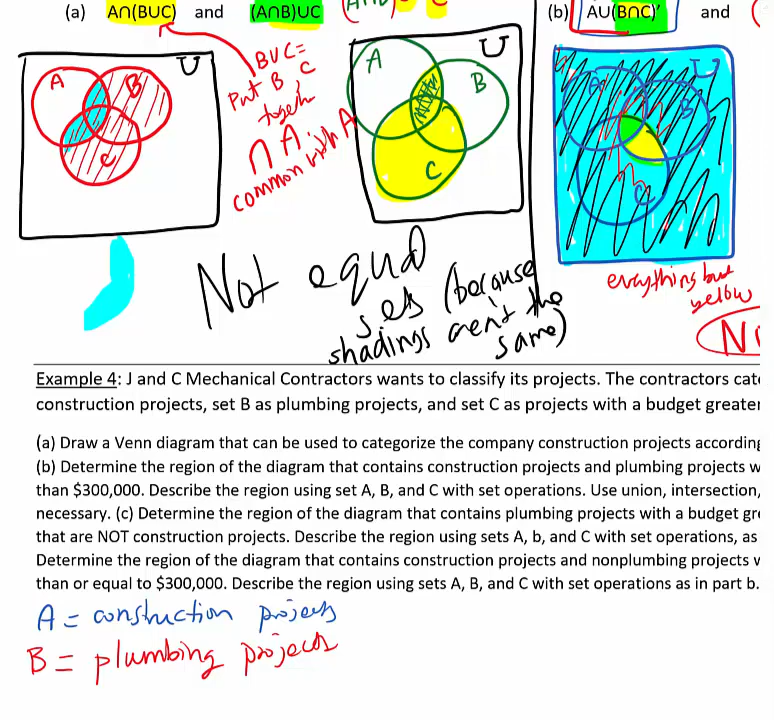 (a) A∩(BUC) and (A∩B)UC
(b) AU(B∩C)' and
U
A
B
C
BUC =
Put B, C
together
∩ A
common with A
U
A
B
C
U
B
C
Not equal
sets (because
shadings aren't the
same)
everything but
yellow
Example 4: J and C Mechanical Contractors wants to classify its projects. The contractors cate
construction projects, set B as plumbing projects, and set C as projects with a budget greater
(a) Draw a Venn diagram that can be used to categorize the company construction projects according
(b) Determine the region of the diagram that contains construction projects and plumbing projects w
than $300,000. Describe the region using set A, B, and C with set operations. Use union, intersection,
necessary. (c) Determine the region of the diagram that contains plumbing projects with a budget gre
that are NOT construction projects. Describe the region using sets A, b, and C with set operations, as
Determine the region of the diagram that contains construction projects and nonplumbing projects w
than or equal to $300,000. Describe the region using sets A, B, and C with set operations as in part b.
A = construction projects
B = plumbing projects